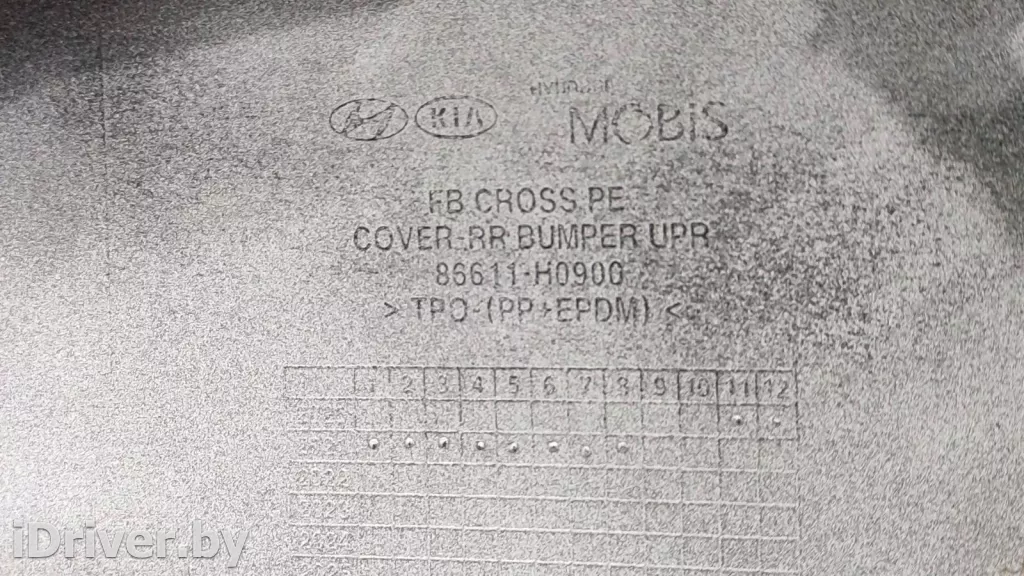 HYUNDAI
KIA MOBIS
FB CROSS PE
COVER-RR BUMPER UPR
86611-H0900
> TPO-(PP+EPDM) <
1 2 3 4 5 6 7 8 9 10 11 12
iDriver.by